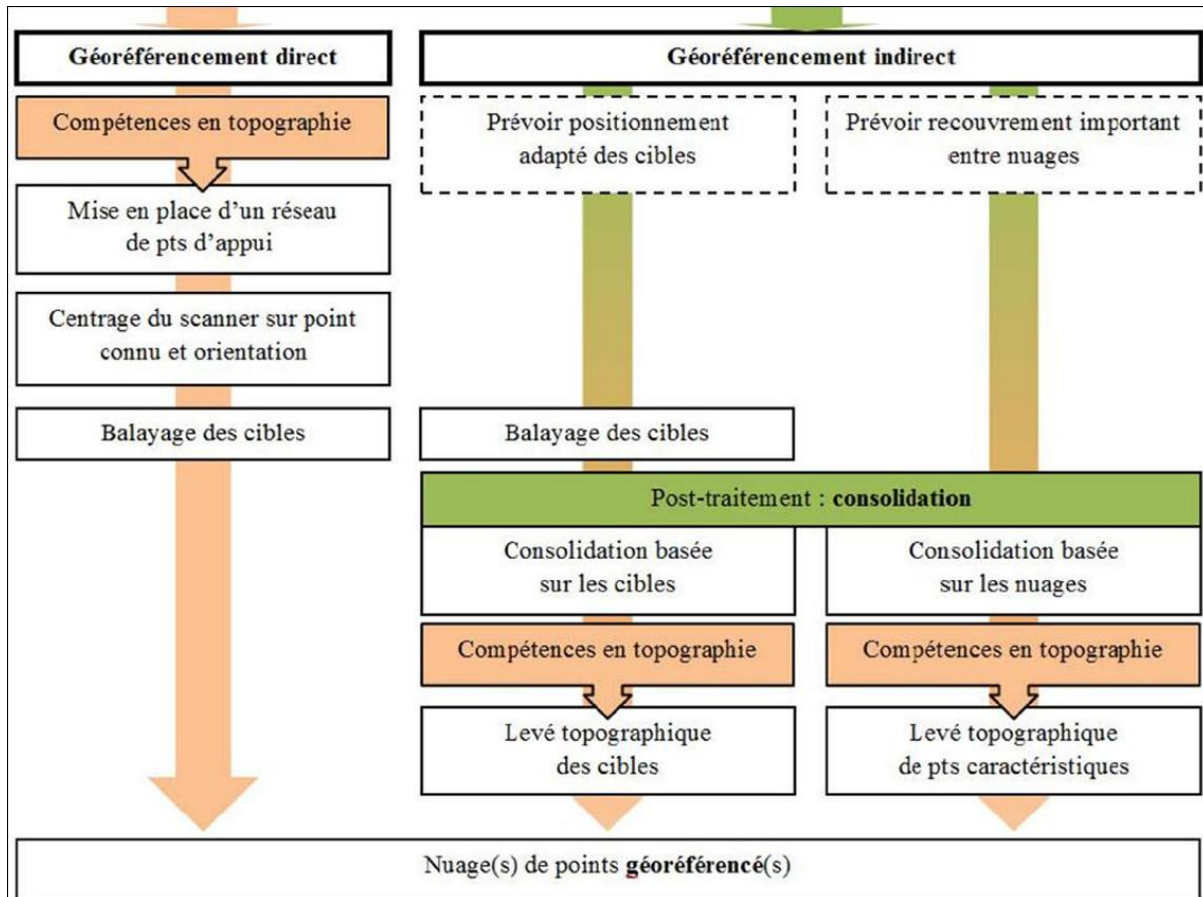 Géoréférencement direct
Compétences en topographie
Mise en place d’un réseau
de pts d’appui
Centrage du scanner sur point
connu et orientation
Balayage des cibles
Géoréférencement indirect
Prévoir positionnement
adapté des cibles
Prévoir recouvrement important
entre nuages
Balayage des cibles
Post-traitement : consolidation
Consolidation basée
sur les cibles
Consolidation basée
sur les nuages
Compétences en topographie
Compétences en topographie
Levé topographique
des cibles
Levé topographique
de pts caractéristiques
Nuage(s) de points géoréférencé(s)